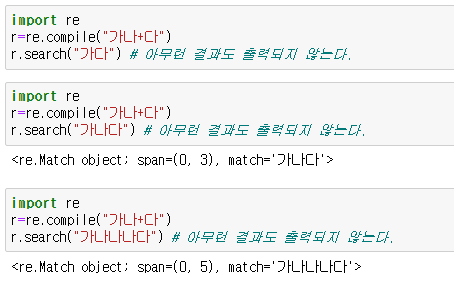 import re
r=re.compile("가나+다")
r.search("가다") # 아무런 결과도 출력되지 않는다.
import re
r=re.compile("가나+다")
r.search("가나다") # 아무런 결과도 출력되지 않는다.
<re.Match object; span=(0, 3), match='가나다'>
import re
r=re.compile("가나+다")
r.search("가나나나다") # 아무런 결과도 출력되지 않는다.
<re.Match object; span=(0, 5), match='가나나나다'>